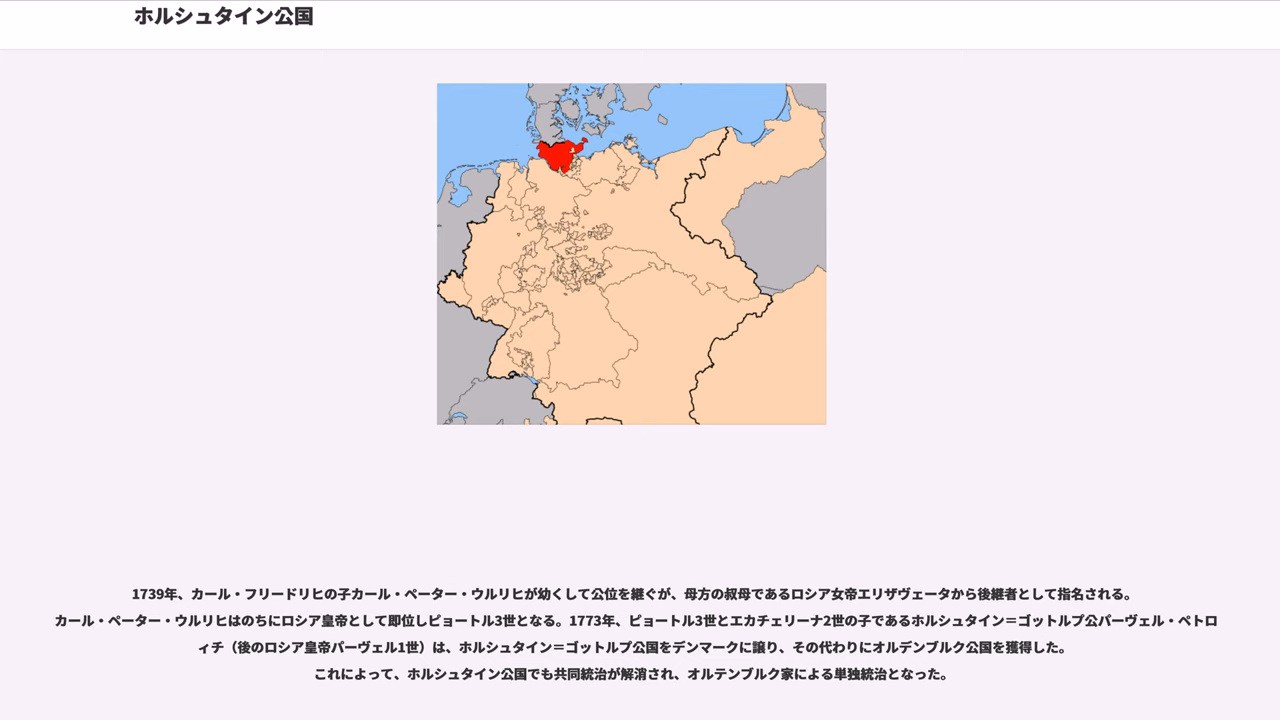 ホルシュタイン公国
1739年、カール・フリードリヒの子カール・ペーター・ウルリヒが幼くして公位を継ぐが、母方の叔母であるロシア女帝エリザヴェータから後継者として指名される。
カール・ペーター・ウルリヒはのちにロシア皇帝として即位しピョートル3世となる。1773年、ピョートル3世とエカチェリーナ2世の子であるホルシュタイン＝ゴットルプ公パーヴェル・ペトロ
ィチ（後のロシア皇帝パーヴェル1世）は、ホルシュタイン＝ゴットルプ公国をデンマークに譲り、その代わりにオルデンブルク公国を獲得した。
これによって、ホルシュタイン公国でも共同統治が解消され、オルテンブルク家による単独統治となった。